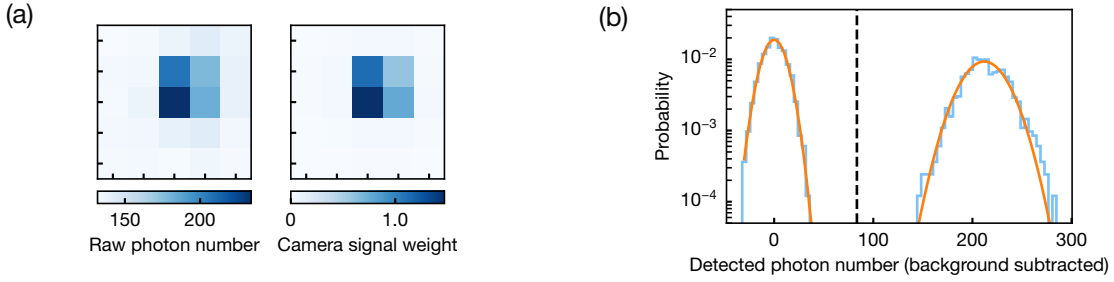 (a)
150
200
Raw photon number
0
1.0
Camera signal weight
(b)
Probability
10⁻²
10⁻³
10⁻⁴
0
100
200
300
Detected photon number (background subtracted)